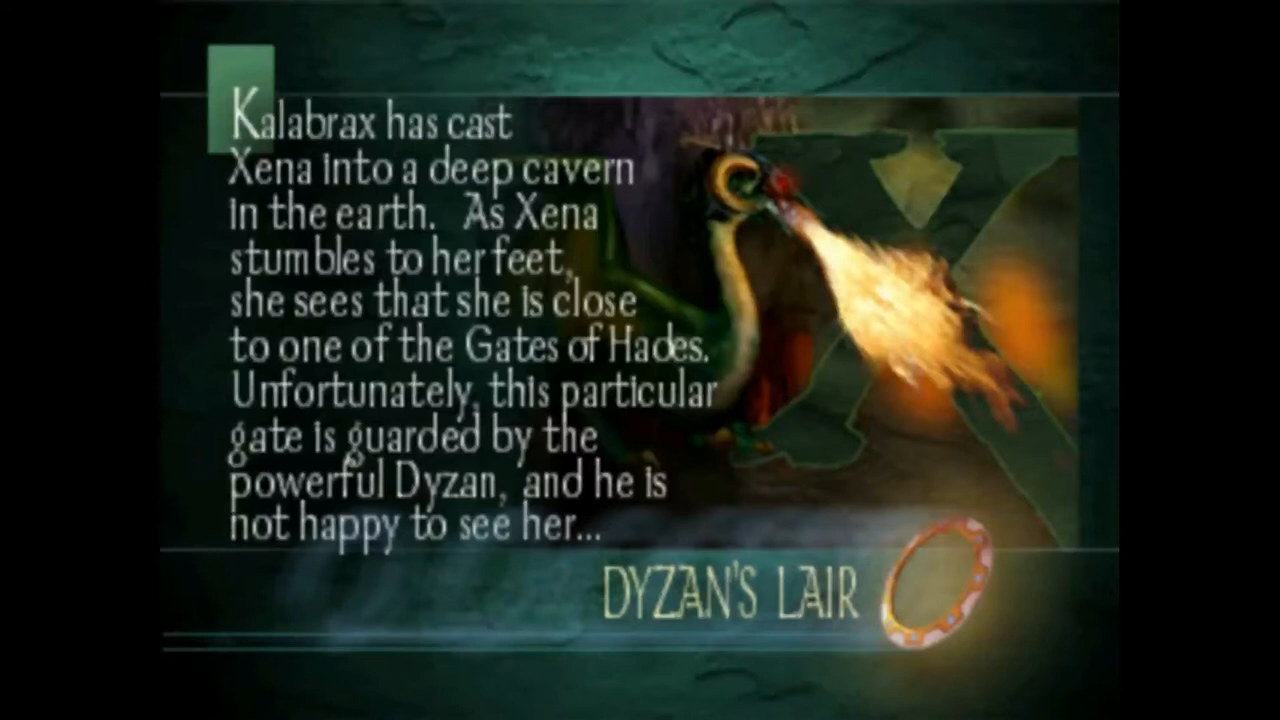 Kalabrax has cast
Xena into a deep cavern
in the earth. As Xena
stumbles to her feet,
she sees that she is close
to one of the Gates of Hades.
Unfortunately, this particular
gate is guarded by the
powerful Dyzan, and he is
not happy to see her...
DYZAN'S LAIR